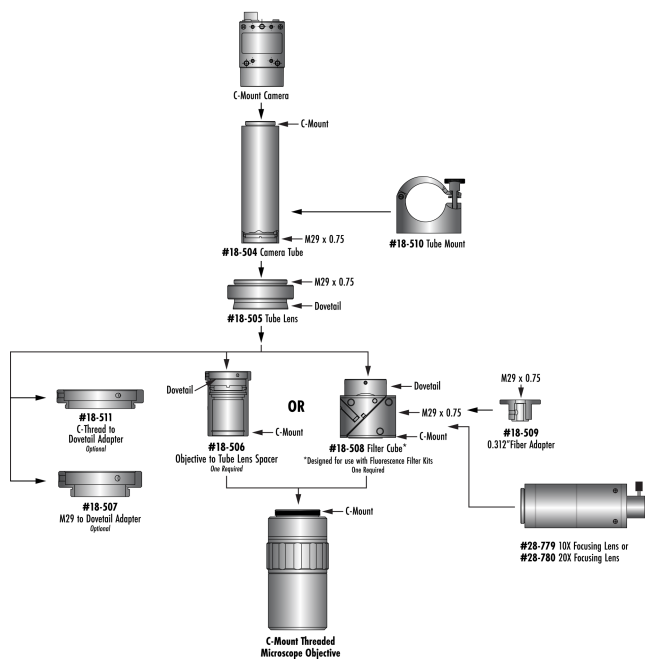 C-Mount Camera
C-Mount
M29 x 0.75
#18-504 Camera Tube
#18-510 Tube Mount
M29 x 0.75
Dovetail
#18-505 Tube Lens
#18-511
C-Thread to
Dovetail Adapter
Optional
#18-507
M29 to Dovetail Adapter
Optional
Dovetail
C-Mount
#18-506
Objective to Tube Lens Spacer
One Required
OR
Dovetail
M29 x 0.75
C-Mount
#18-508 Filter Cube*
*Designed for use with Fluorescence Filter Kits
One Required
M29 x 0.75
#18-509
0.312"Fiber Adapter
#28-779 10X Focusing Lens or
#28-780 20X Focusing Lens
C-Mount
C-Mount Threaded
Microscope Objective